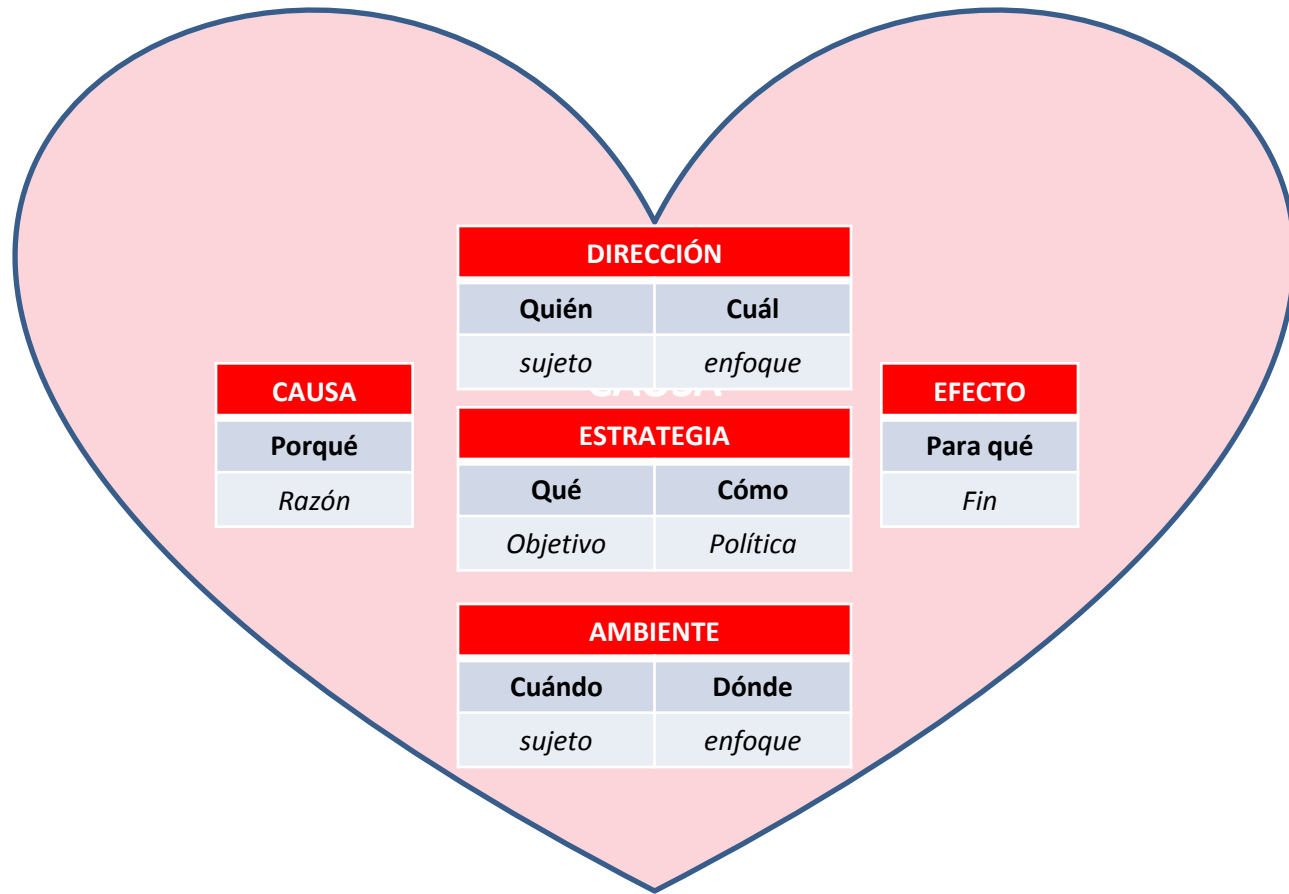 DIRECCIÓN
Quién Cuál
sujeto enfoque
CAUSA
CAUSA
Porqué
Razón
ESTRATEGIA
Qué Cómo
Objetivo Política
EFECTO
Para qué
Fin
AMBIENTE
Cuándo Dónde
sujeto enfoque